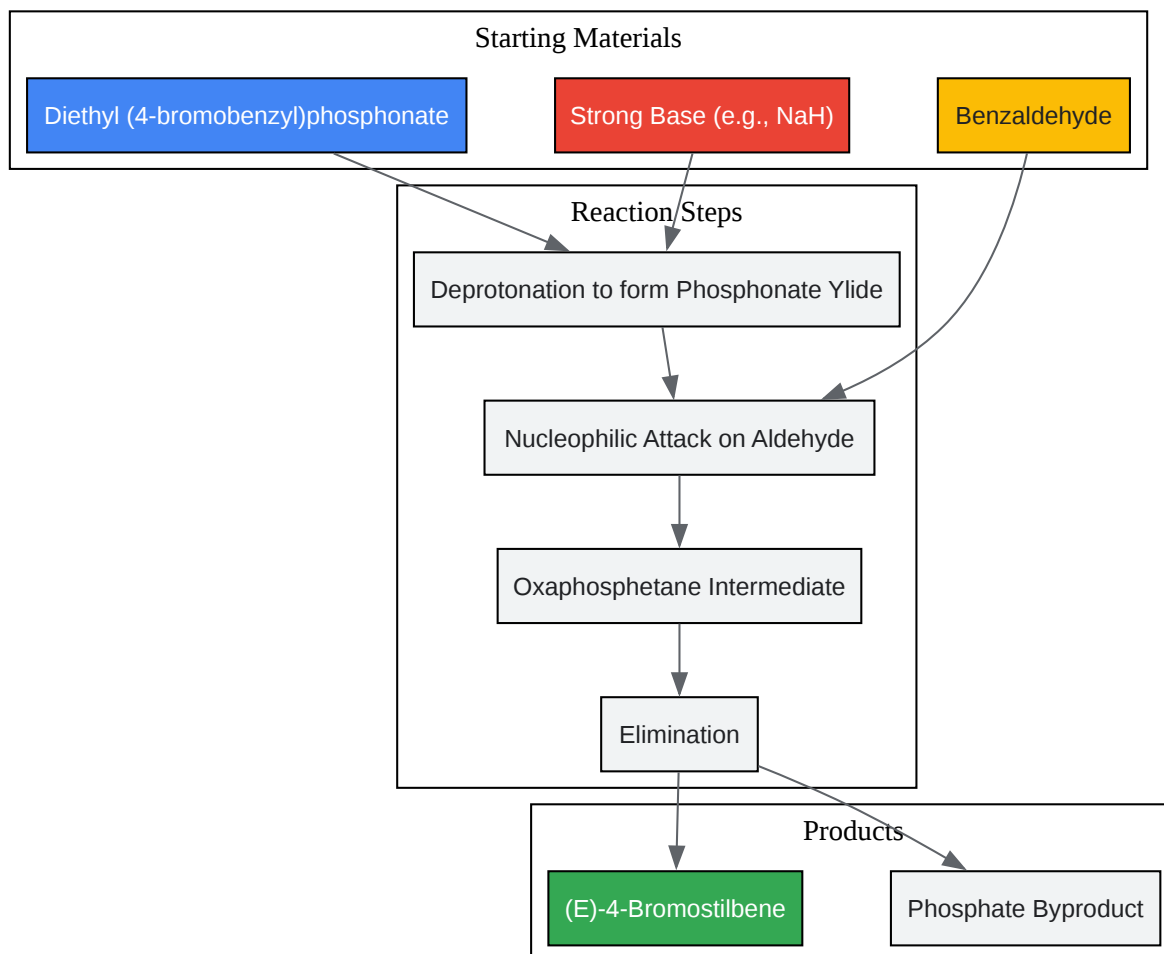 Starting Materials
Diethyl (4-bromobenzyl)phosphonate
Strong Base (e.g., NaH)
Benzaldehyde
Reaction Steps
Deprotonation to form Phosphonate Ylide
Nucleophilic Attack on Aldehyde
Oxaphosphetane Intermediate
Elimination
Products
(E)-4-Bromostilbene
Phosphate Byproduct